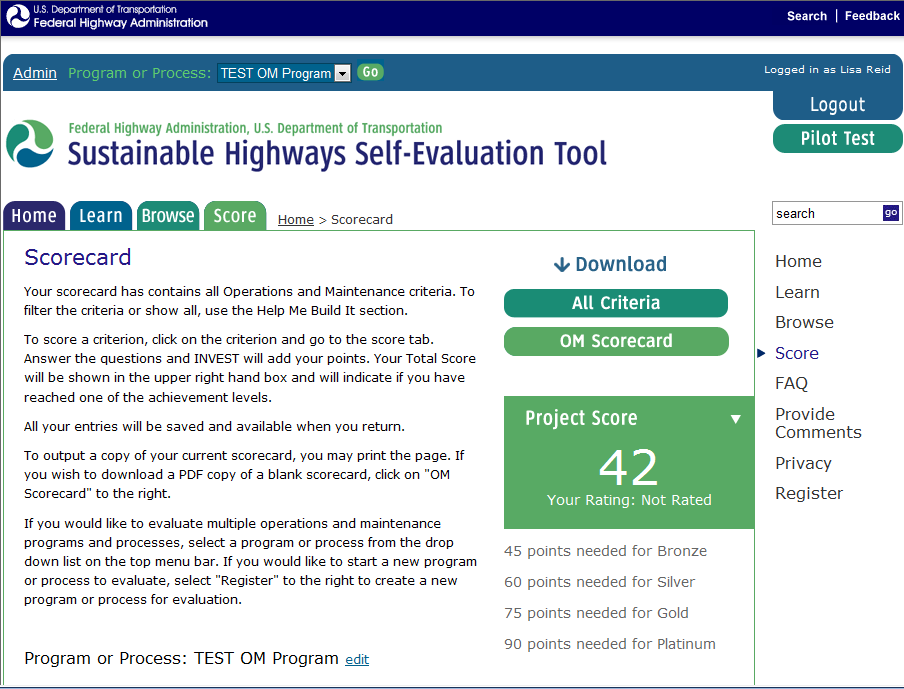 U.S. Department of Transportation
Federal Highway Administration
Search | Feedback
Admin Program or Process: TEST OM Program Go
Logged in as Lisa Reid
Logout
Pilot Test
Federal Highway Administration, U.S. Department of Transportation
Sustainable Highways Self-Evaluation Tool
Home Learn Browse Score
Home > Scorecard
search go
Scorecard
Your scorecard has contains all Operations and Maintenance criteria. To
filter the criteria or show all, use the Help Me Build It section.
To score a criterion, click on the criterion and go to the score tab.
Answer the questions and INVEST will add your points. Your Total Score
will be shown in the upper right hand box and will indicate if you have
reached one of the achievement levels.
All your entries will be saved and available when you return.
To output a copy of your current scorecard, you may print the page. If
you wish to download a PDF copy of a blank scorecard, click on "OM
Scorecard" to the right.
If you would like to evaluate multiple operations and maintenance
programs and processes, select a program or process from the drop
down list on the top menu bar. If you would like to start a new program
or process to evaluate, select "Register" to the right to create a new
program or process for evaluation.
Program or Process: TEST OM Program edit
Download
All Criteria
OM Scorecard
Project Score
42
Your Rating: Not Rated
45 points needed for Bronze
60 points needed for Silver
75 points needed for Gold
90 points needed for Platinum
Home
Learn
Browse
Score
FAQ
Provide
Comments
Privacy
Register